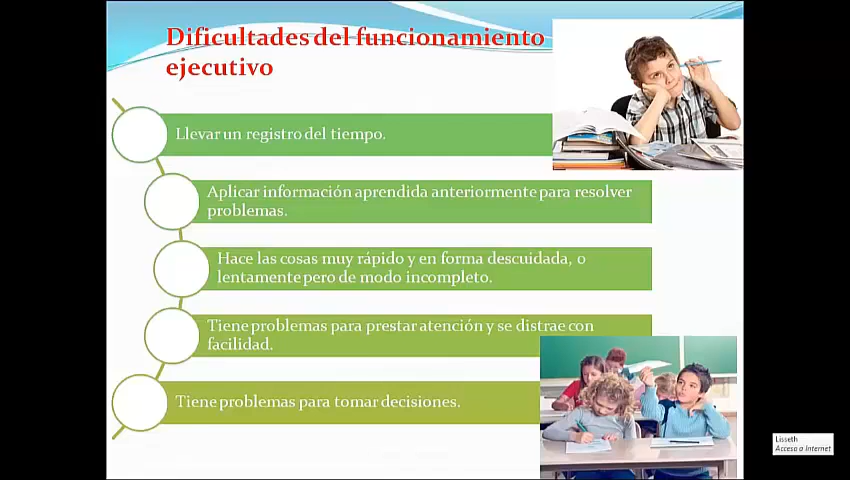 Dificultades del funcionamiento
ejecutivo
Llevar un registro del tiempo.
Aplicar información aprendida anteriormente para resolver
problemas.
Hace las cosas muy rápido y en forma descuidada, o
lentamente pero de modo incompleto.
Tiene problemas para prestar atención y se distrae con
facilidad.
Tiene problemas para tomar decisiones.
Lisseth
Acceso a Internet